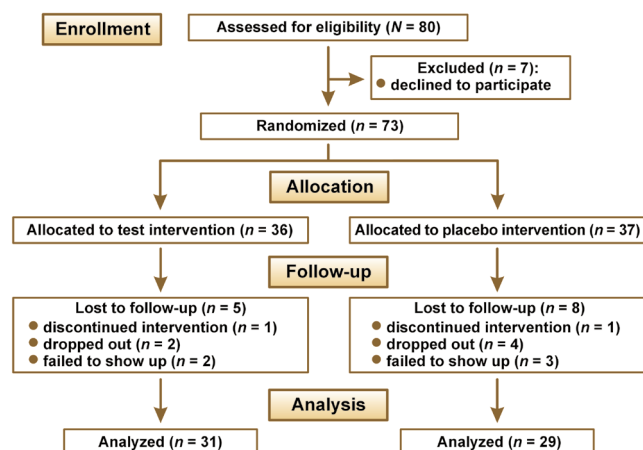 Enrollment
Assessed for eligibility (N = 80)
Excluded (n = 7):
● declined to participate
Randomized (n = 73)
Allocation
Allocated to test intervention (n = 36)
Allocated to placebo intervention (n = 37)
Follow-up
Lost to follow-up (n = 5)
● discontinued intervention (n = 1)
● dropped out (n = 2)
● failed to show up (n = 2)
Lost to follow-up (n = 8)
● discontinued intervention (n = 1)
● dropped out (n = 4)
● failed to show up (n = 3)
Analysis
Analyzed (n = 31)
Analyzed (n = 29)